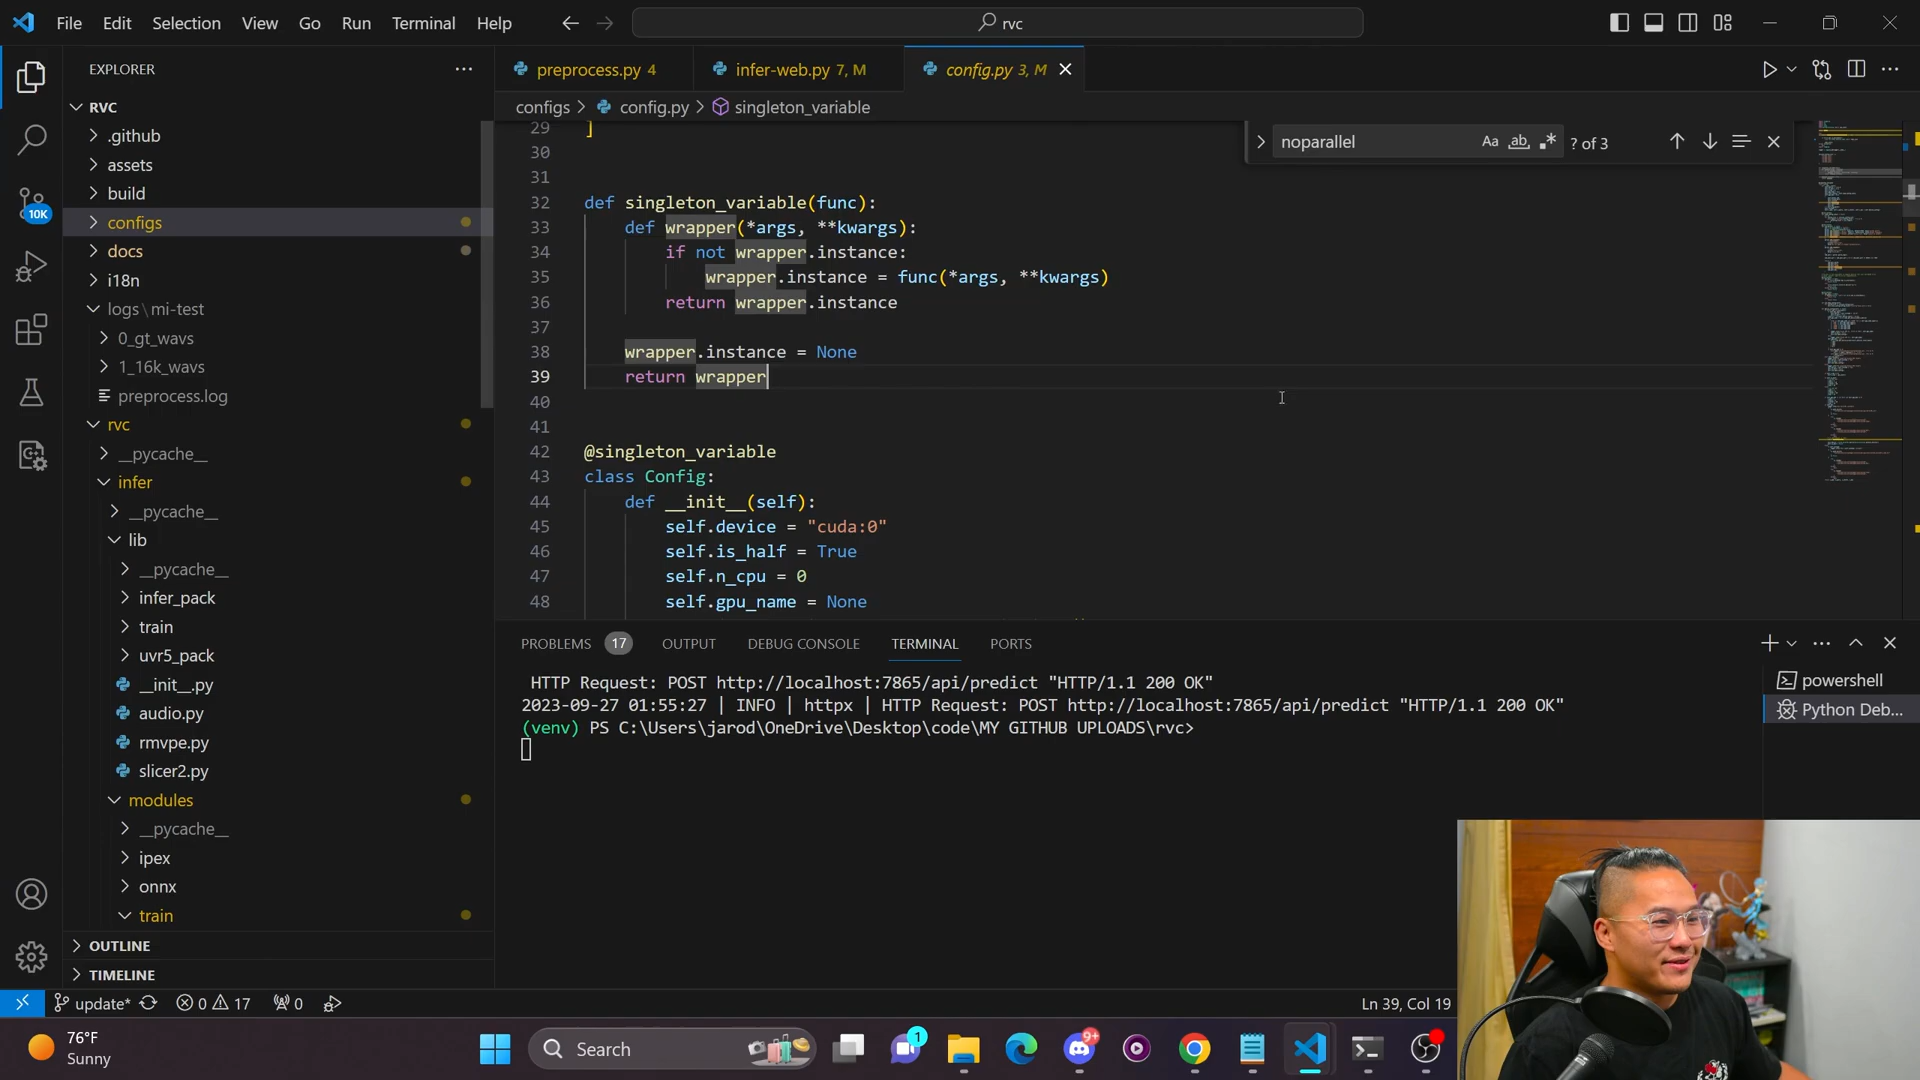 File Edit Selection View Go Run Terminal Help
rvc
EXPLORER
RVC
.github
assets
build
configs
docs
i18n
logs\mi-test
0_gt_wavs
1_16k_wavs
preprocess.log
rvc
__pycache__
infer
__pycache__
lib
__pycache__
infer_pack
train
uvr5_pack
__init__.py
audio.py
rmvpe.py
slicer2.py
modules
__pycache__
ipex
onnx
train
OUTLINE
TIMELINE
10K
preprocess.py 4
infer-web.py 7, M
config.py 3, M
configs > config.py > singleton_variable
noparallel Aa ab ? of 3
29 ]
30
31
32 def singleton_variable(func):
33 def wrapper(*args, **kwargs):
34 if not wrapper.instance:
35 wrapper.instance = func(*args, **kwargs)
36 return wrapper.instance
37
38 wrapper.instance = None
39 return wrapper
40
41
42 @singleton_variable
43 class Config:
44 def __init__(self):
45 self.device = "cuda:0"
46 self.is_half = True
47 self.n_cpu = 0
48 self.gpu_name = None
PROBLEMS 17 OUTPUT DEBUG CONSOLE TERMINAL PORTS
HTTP Request: POST http://localhost:7865/api/predict "HTTP/1.1 200 OK"
2023-09-27 01:55:27 | INFO | httpx | HTTP Request: POST http://localhost:7865/api/predict "HTTP/1.1 200 OK"
(venv) PS C:\Users\jarod\OneDrive\Desktop\code\MY GITHUB UPLOADS\rvc>
powershell
Python Deb...
update* 0 17 0
Ln 39, Col 19
76°F
Sunny
Search
1
9+